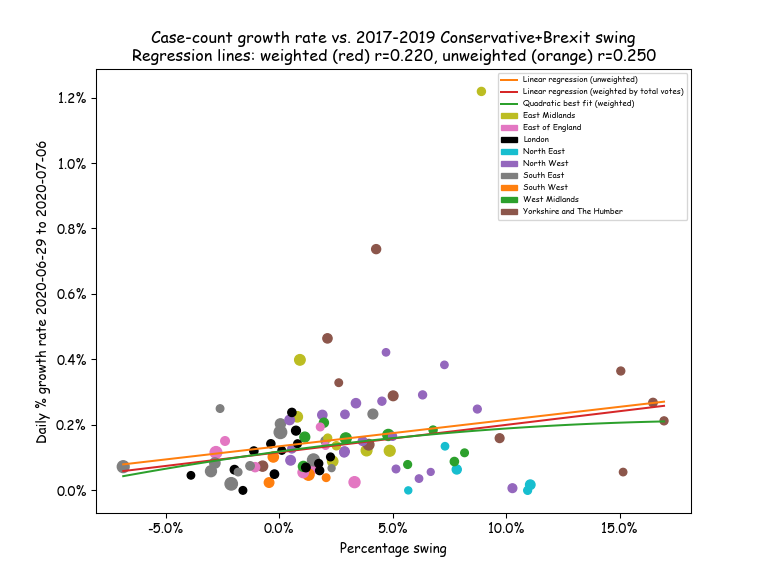 Case-count growth rate vs. 2017-2019 Conservative+Brexit swing
Regression lines: weighted (red) r=0.220, unweighted (orange) r=0.250
Linear regression (unweighted)
Linear regression (weighted by total votes)
Quadratic best fit (weighted)
East Midlands
East of England
London
North East
North West
South East
South West
West Midlands
Yorkshire and The Humber
Daily % growth rate 2020-06-29 to 2020-07-06
1.2%
1.0%
0.8%
0.6%
0.4%
0.2%
0.0%
-5.0%
0.0%
5.0%
10.0%
15.0%
Percentage swing